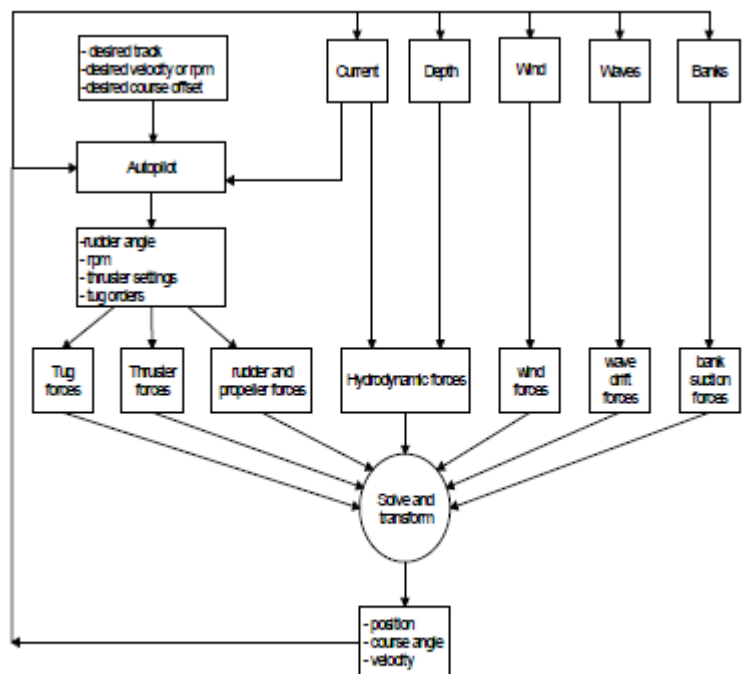 - desired track
-desired velocity or rpm
-desired course offset
Current
Depth
Wind
Waves
Banks
Autopilot
-rudder angle
- rpm
- thruster settings
- tug orders
Tug
forces
Thruster
forces
rudder and
propeller forces
Hydrodynamic forces
wind
forces
wave
drift
forces
bank
suction
forces
Solve and
transform
- position
- course angle
- velocity